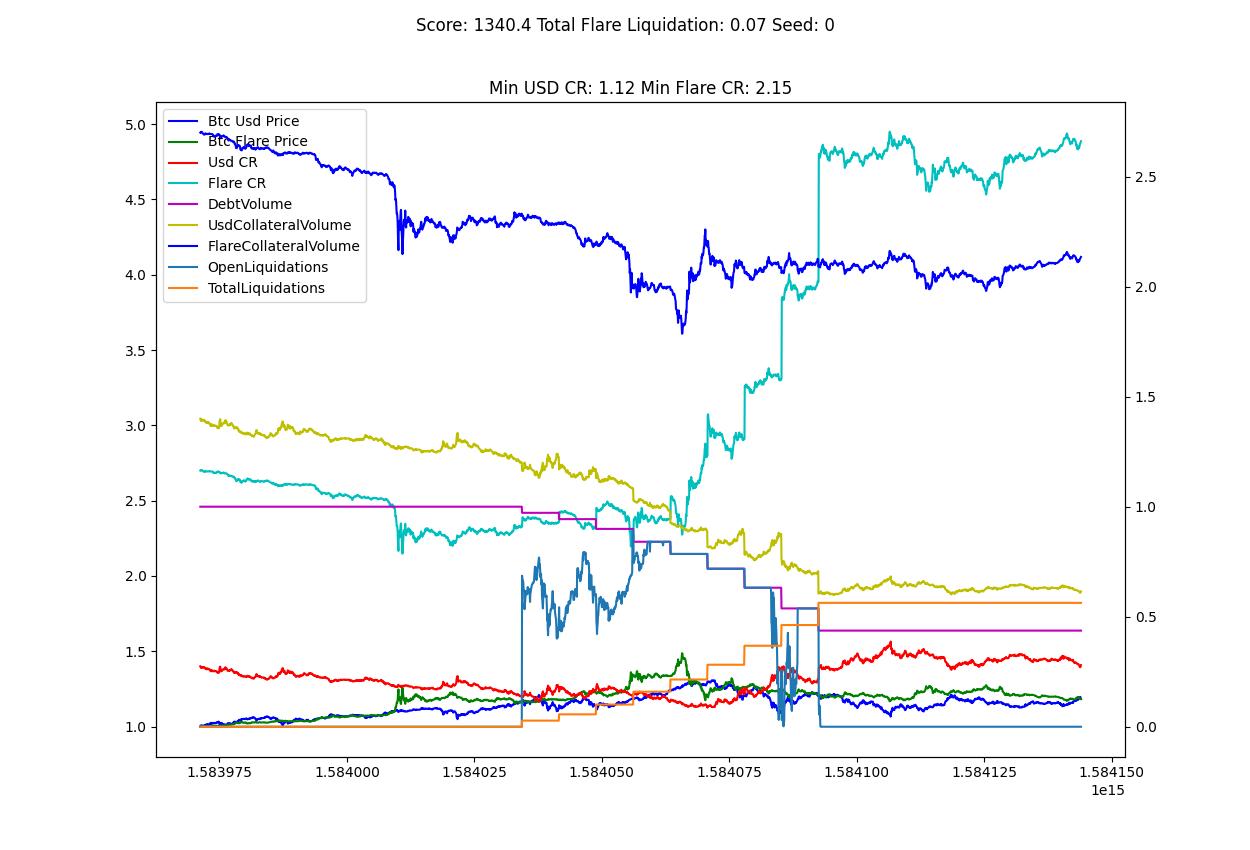 Score: 1340.4 Total Flare Liquidation: 0.07 Seed: 0
Min USD CR: 1.12 Min Flare CR: 2.15
Btc Usd Price
Btc Flare Price
Usd CR
Flare CR
DebtVolume
UsdCollateralVolume
FlareCollateralVolume
OpenLiquidations
TotalLiquidations
5.0
4.5
4.0
3.5
3.0
2.5
2.0
1.5
1.0
2.5
2.0
1.5
1.0
0.5
0.0
1.583975 1.584000 1.584025 1.584050 1.584075 1.584100 1.584125 1.584150
1e15